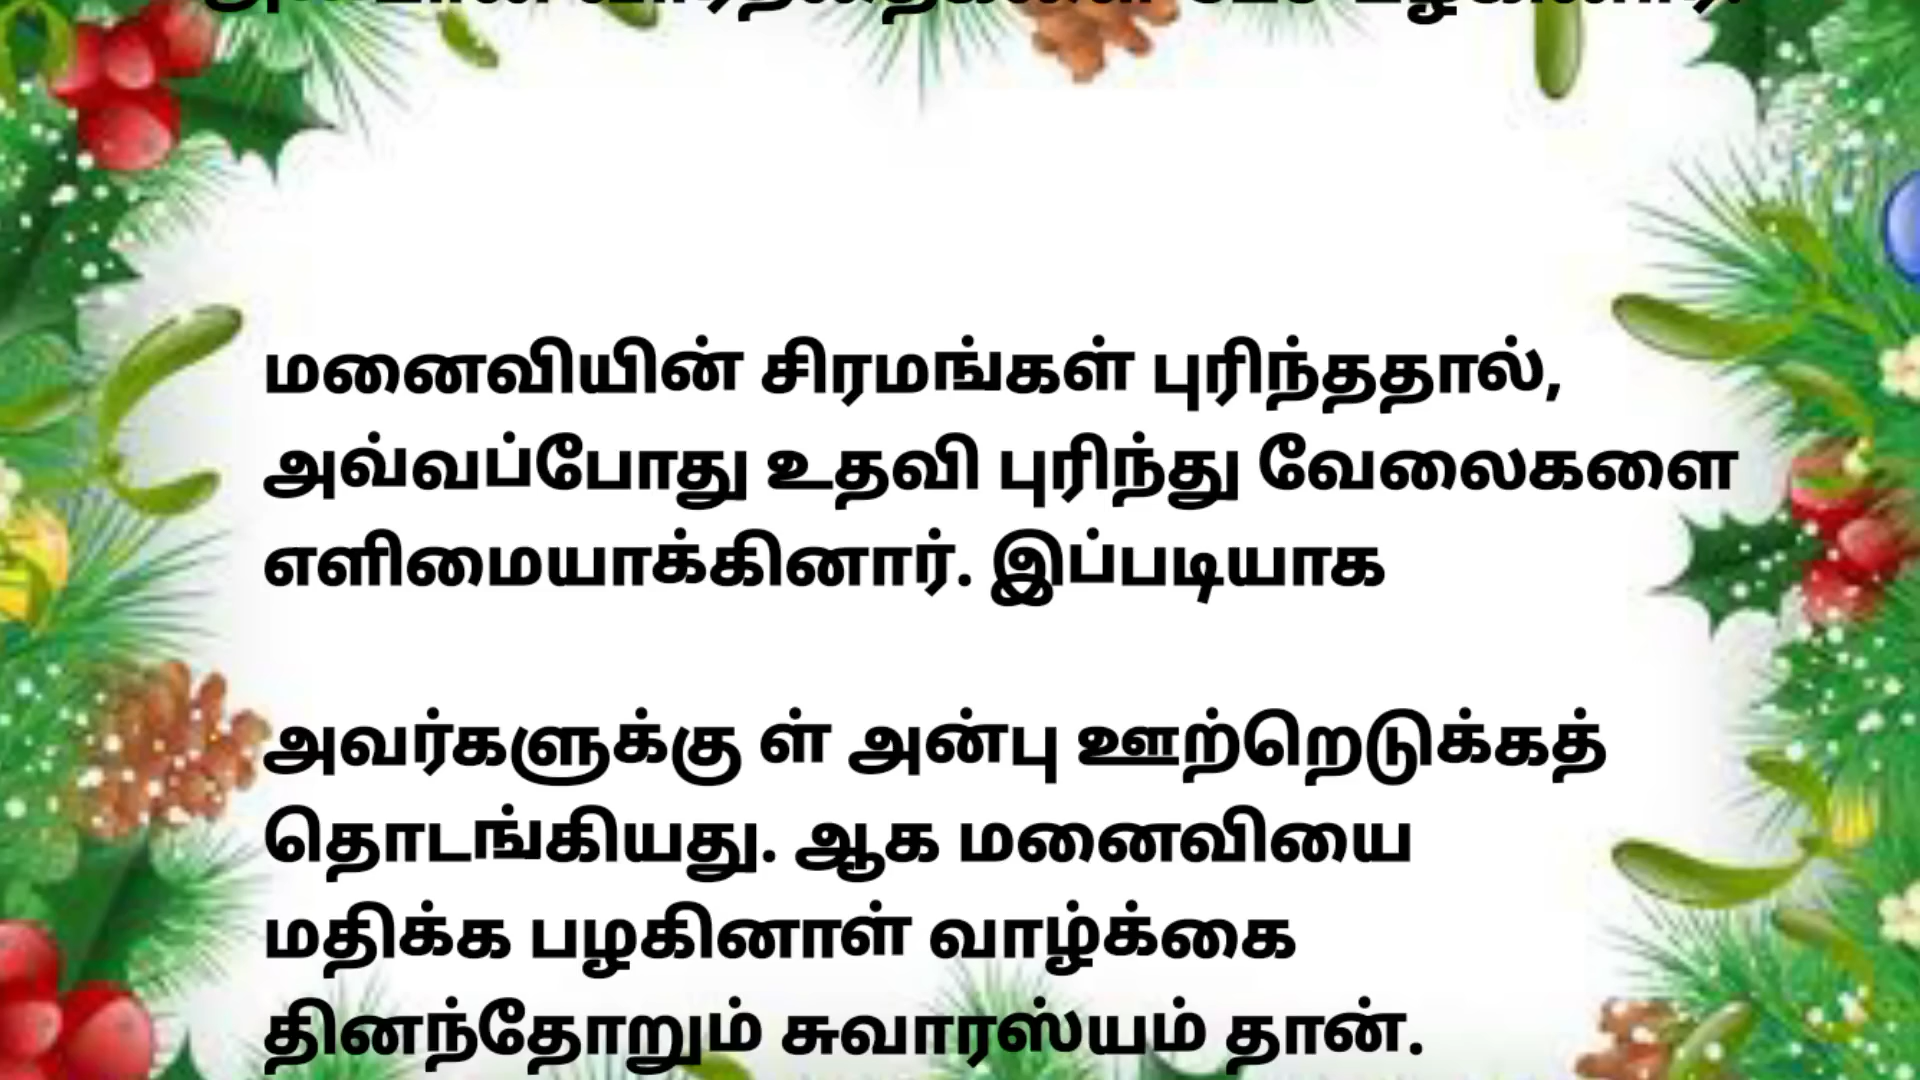 மனைவியின் சிரமங்கள் புரிந்ததால்,
அவ்வப்போது உதவி புரிந்து வேலைகளை
எளிமையாக்கினார். இப்படியாக
அவர்களுக்கு ள் அன்பு ஊற்றெடுக்கத்
தொடங்கியது. ஆக மனைவியை
மதிக்க பழகினாள் வாழ்க்கை
தினந்தோறும் சுவாரஸ்யம் தான்.